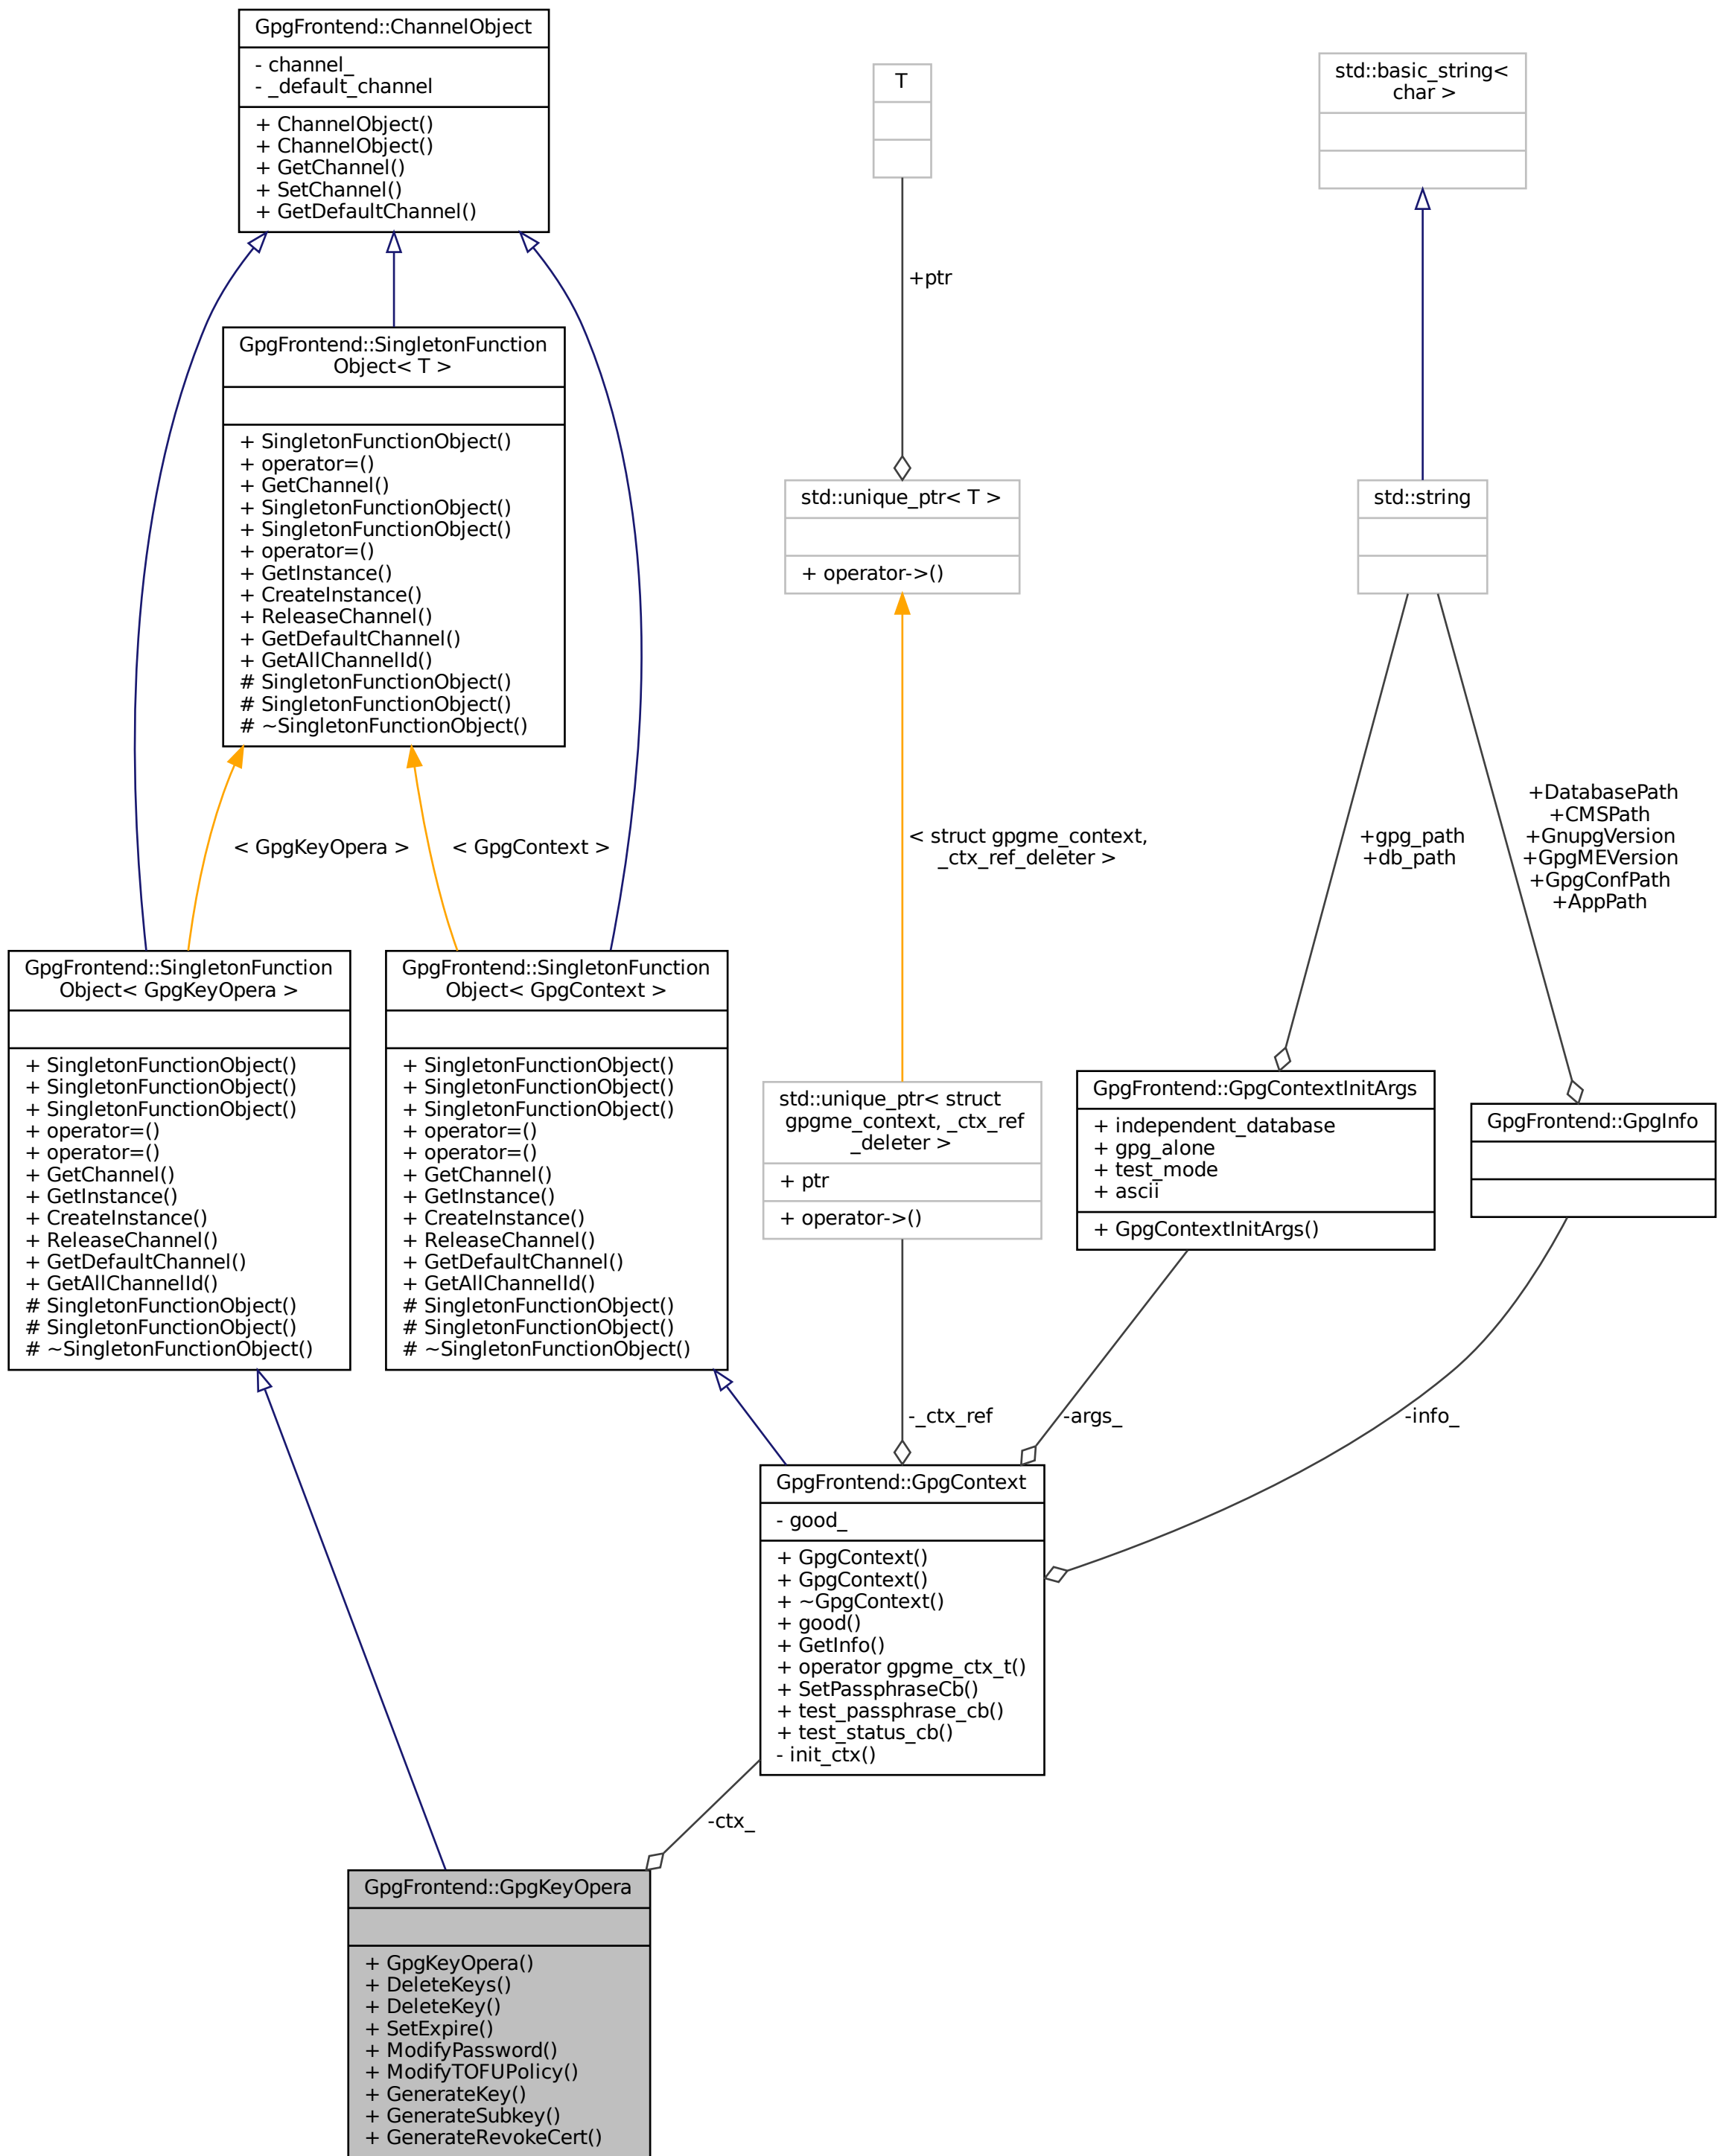 GpgFrontend::ChannelObject
- channel_
- _default_channel
+ ChannelObject()
+ ChannelObject()
+ GetChannel()
+ SetChannel()
+ GetDefaultChannel()
T
std::basic_string<
char >
+ptr
GpgFrontend::SingletonFunction
Object< T >
+ SingletonFunctionObject()
+ operator=()
+ GetChannel()
+ SingletonFunctionObject()
+ SingletonFunctionObject()
+ operator=()
+ GetInstance()
+ CreateInstance()
+ ReleaseChannel()
+ GetDefaultChannel()
+ GetAllChannelId()
# SingletonFunctionObject()
# SingletonFunctionObject()
# ~SingletonFunctionObject()
std::unique_ptr< T >
+ operator->()
std::string
< GpgKeyOpera >
< GpgContext >
< struct gpgme_context,
_ctx_ref_deleter >
+gpg_path
+db_path
+DatabasePath
+CMSPath
+GnupgVersion
+GpgMEVersion
+GpgConfPath
+AppPath
GpgFrontend::SingletonFunction
Object< GpgKeyOpera >
+ SingletonFunctionObject()
+ SingletonFunctionObject()
+ SingletonFunctionObject()
+ operator=()
+ operator=()
+ GetChannel()
+ GetInstance()
+ CreateInstance()
+ ReleaseChannel()
+ GetDefaultChannel()
+ GetAllChannelId()
# SingletonFunctionObject()
# SingletonFunctionObject()
# ~SingletonFunctionObject()
GpgFrontend::SingletonFunction
Object< GpgContext >
+ SingletonFunctionObject()
+ SingletonFunctionObject()
+ SingletonFunctionObject()
+ operator=()
+ operator=()
+ GetChannel()
+ GetInstance()
+ CreateInstance()
+ ReleaseChannel()
+ GetDefaultChannel()
+ GetAllChannelId()
# SingletonFunctionObject()
# SingletonFunctionObject()
# ~SingletonFunctionObject()
std::unique_ptr< struct
gpgme_context, _ctx_ref
_deleter >
+ ptr
+ operator->()
GpgFrontend::GpgContextInitArgs
+ independent_database
+ gpg_alone
+ test_mode
+ ascii
+ GpgContextInitArgs()
GpgFrontend::GpgInfo
-_ctx_ref
-args_
-info_
GpgFrontend::GpgContext
- good_
+ GpgContext()
+ GpgContext()
+ ~GpgContext()
+ good()
+ GetInfo()
+ operator gpgme_ctx_t()
+ SetPassphraseCb()
+ test_passphrase_cb()
+ test_status_cb()
- init_ctx()
-ctx_
GpgFrontend::GpgKeyOpera
+ GpgKeyOpera()
+ DeleteKeys()
+ DeleteKey()
+ SetExpire()
+ ModifyPassword()
+ ModifyTOFUPolicy()
+ GenerateKey()
+ GenerateSubkey()
+ GenerateRevokeCert()